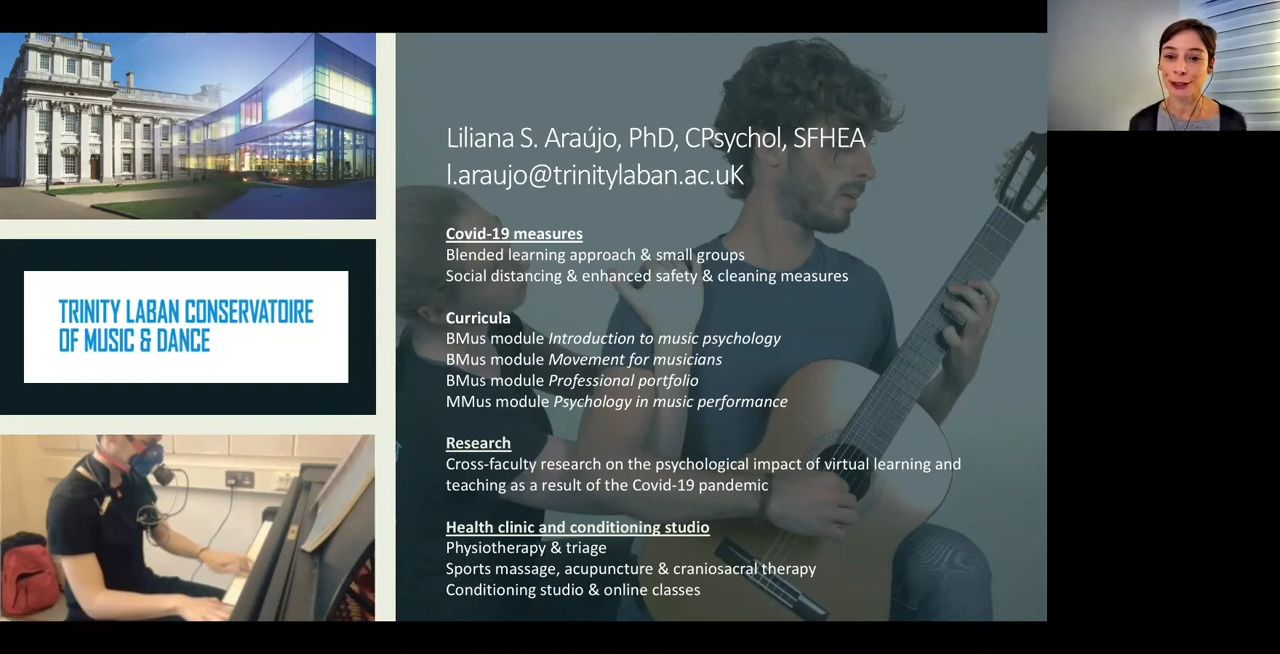 Liliana S. Araújo, PhD, CPsychol, SFHEA
l.araujo@trinitylaban.ac.uK
Covid-19 measures
Blended learning approach & small groups
Social distancing & enhanced safety & cleaning measures
Curricula
BMus module Introduction to music psychology
BMus module Movement for musicians
BMus module Professional portfolio
MMus module Psychology in music performance
Research
Cross-faculty research on the psychological impact of virtual learning and
teaching as a result of the Covid-19 pandemic
Health clinic and conditioning studio
Physiotherapy & triage
Sports massage, acupuncture & craniosacral therapy
Conditioning studio & online classes
TRINITY LABAN CONSERVATOIRE
OF MUSIC & DANCE